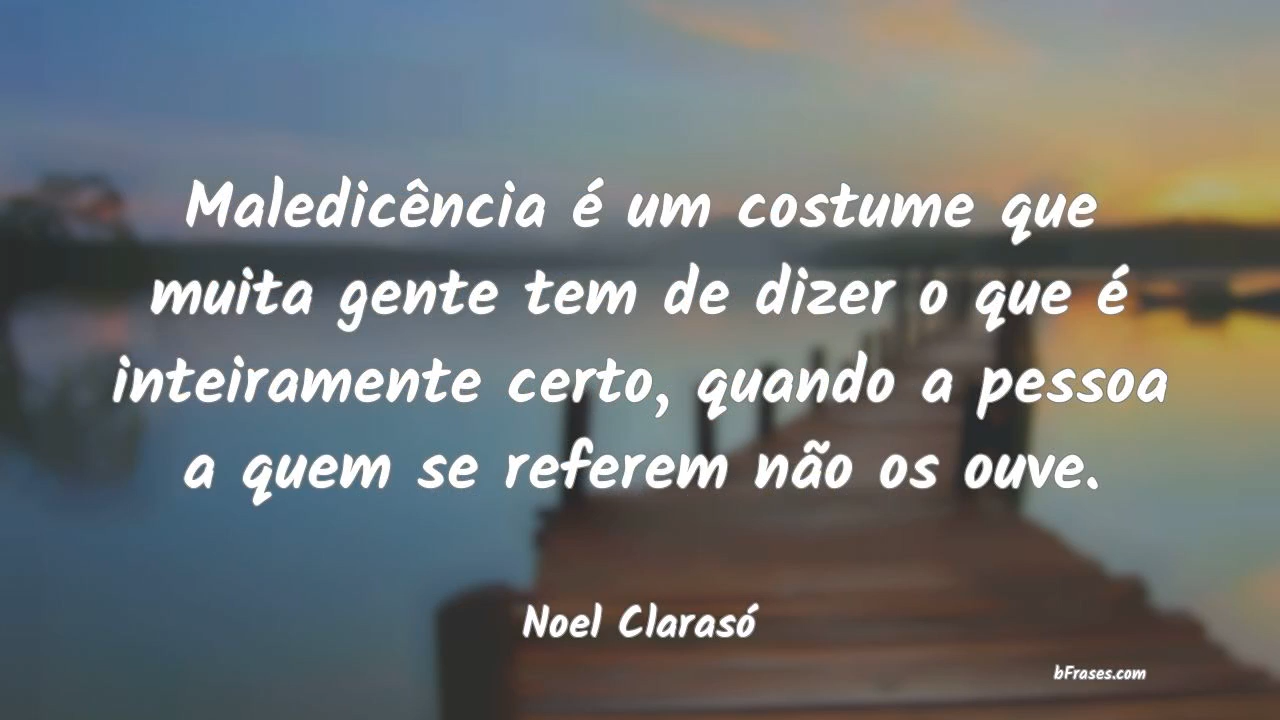 Maledicência é um costume que
muita gente tem de dizer o que é
inteiramente certo, quando a pessoa
a quem se referem não os ouve.
Noel Clarasó
bFrases.com